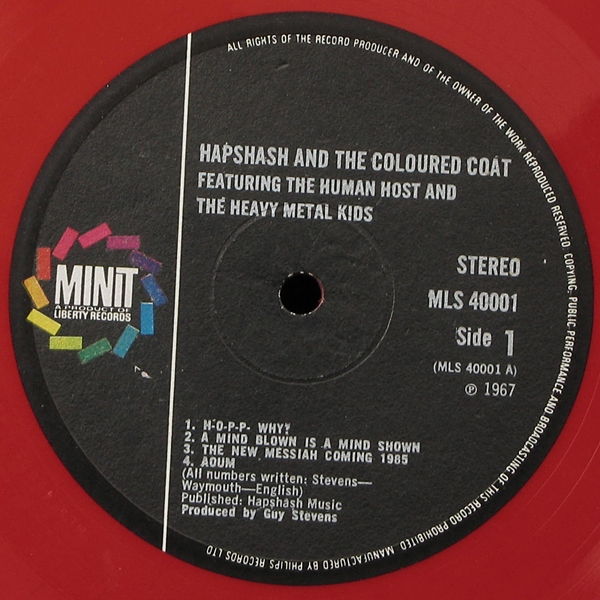 ALL RIGHTS OF THE RECORD PRODUCER AND OF THE OWNER OF THE WORK REPRODUCED RESERVED. COPYING, PUBLIC PERFORMANCE AND BROADCASTING OF THIS RECORD PROHIBITED. MANUFACTURED BY PHILIPS RECORDS LTD
HAPSHASH AND THE COLOURED COAT
FEATURING THE HUMAN HOST AND
THE HEAVY METAL KIDS
MINIT
A PRODUCT OF
LIBERTY RECORDS
STEREO
MLS 40001
Side 1
(MLS 40001 A)
℗ 1967
1. H-O-P-P- WHY?
2. A MIND BLOWN IS A MIND SHOWN
3. THE NEW MESSIAH COMING 1985
4. AOUM
(All numbers written: Stevens—
Waymouth—English)
Published: Hapshash Music
Produced by Guy Stevens